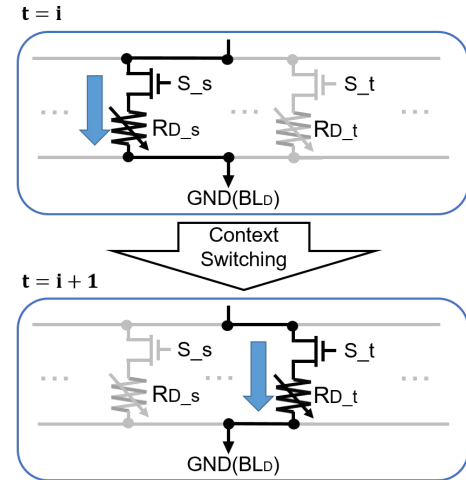 t = i
S_s
S_t
... ... ...
RD_s
RD_t
GND(BLD)
Context
Switching
t = i + 1
S_s
S_t
... ... ...
RD_s
RD_t
GND(BLD)